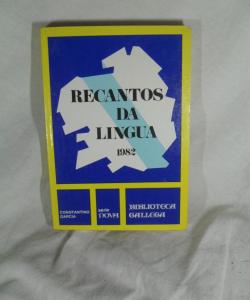 RECANTOS
DA
LINGUA
1982
CONSTANTINO
GARCIA
serie
NOVA
BIBLIOTECA
GALLEGA